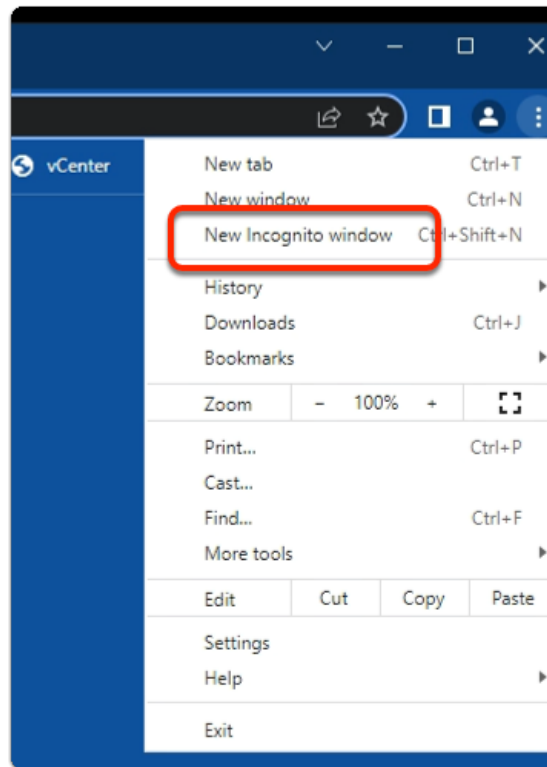 vCenter
New tab Ctrl+T
New window Ctrl+N
New Incognito window Ctrl+Shift+N
History
Downloads Ctrl+J
Bookmarks
Zoom - 100% +
Print... Ctrl+P
Cast...
Find... Ctrl+F
More tools
Edit Cut Copy Paste
Settings
Help
Exit